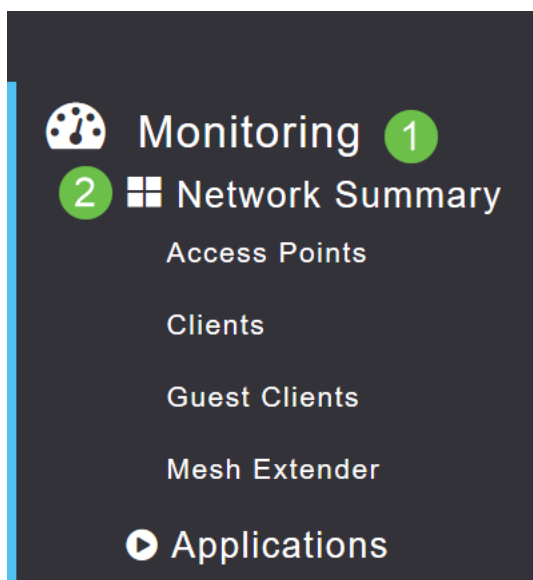 Monitoring 1
2 Network Summary
Access Points
Clients
Guest Clients
Mesh Extender
Applications